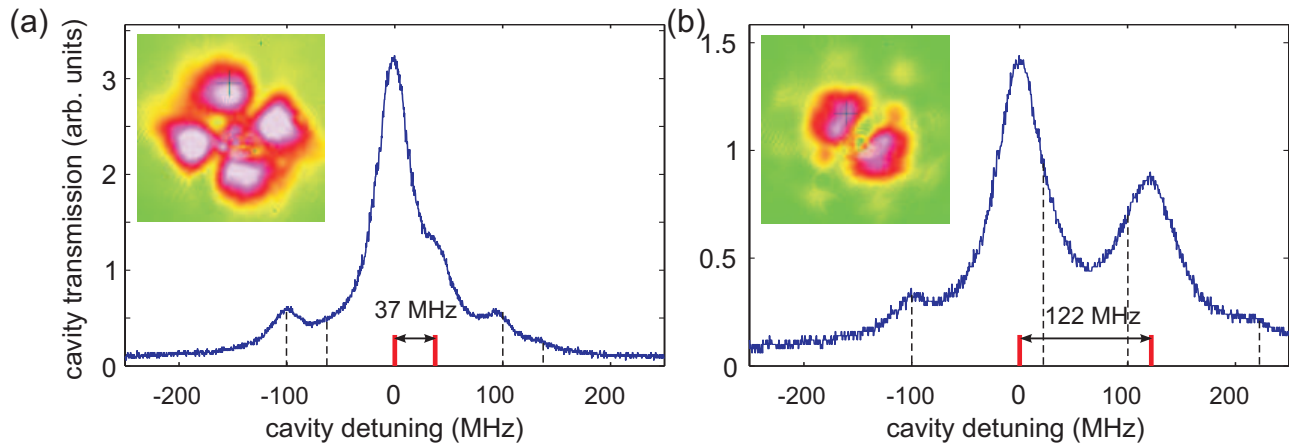 (a)
cavity transmission (arb. units)
3
2
1
0
37 MHz
-200 -100 0 100 200
cavity detuning (MHz)
(b)
1.5
1
0.5
0
122 MHz
-200 -100 0 100 200
cavity detuning (MHz)